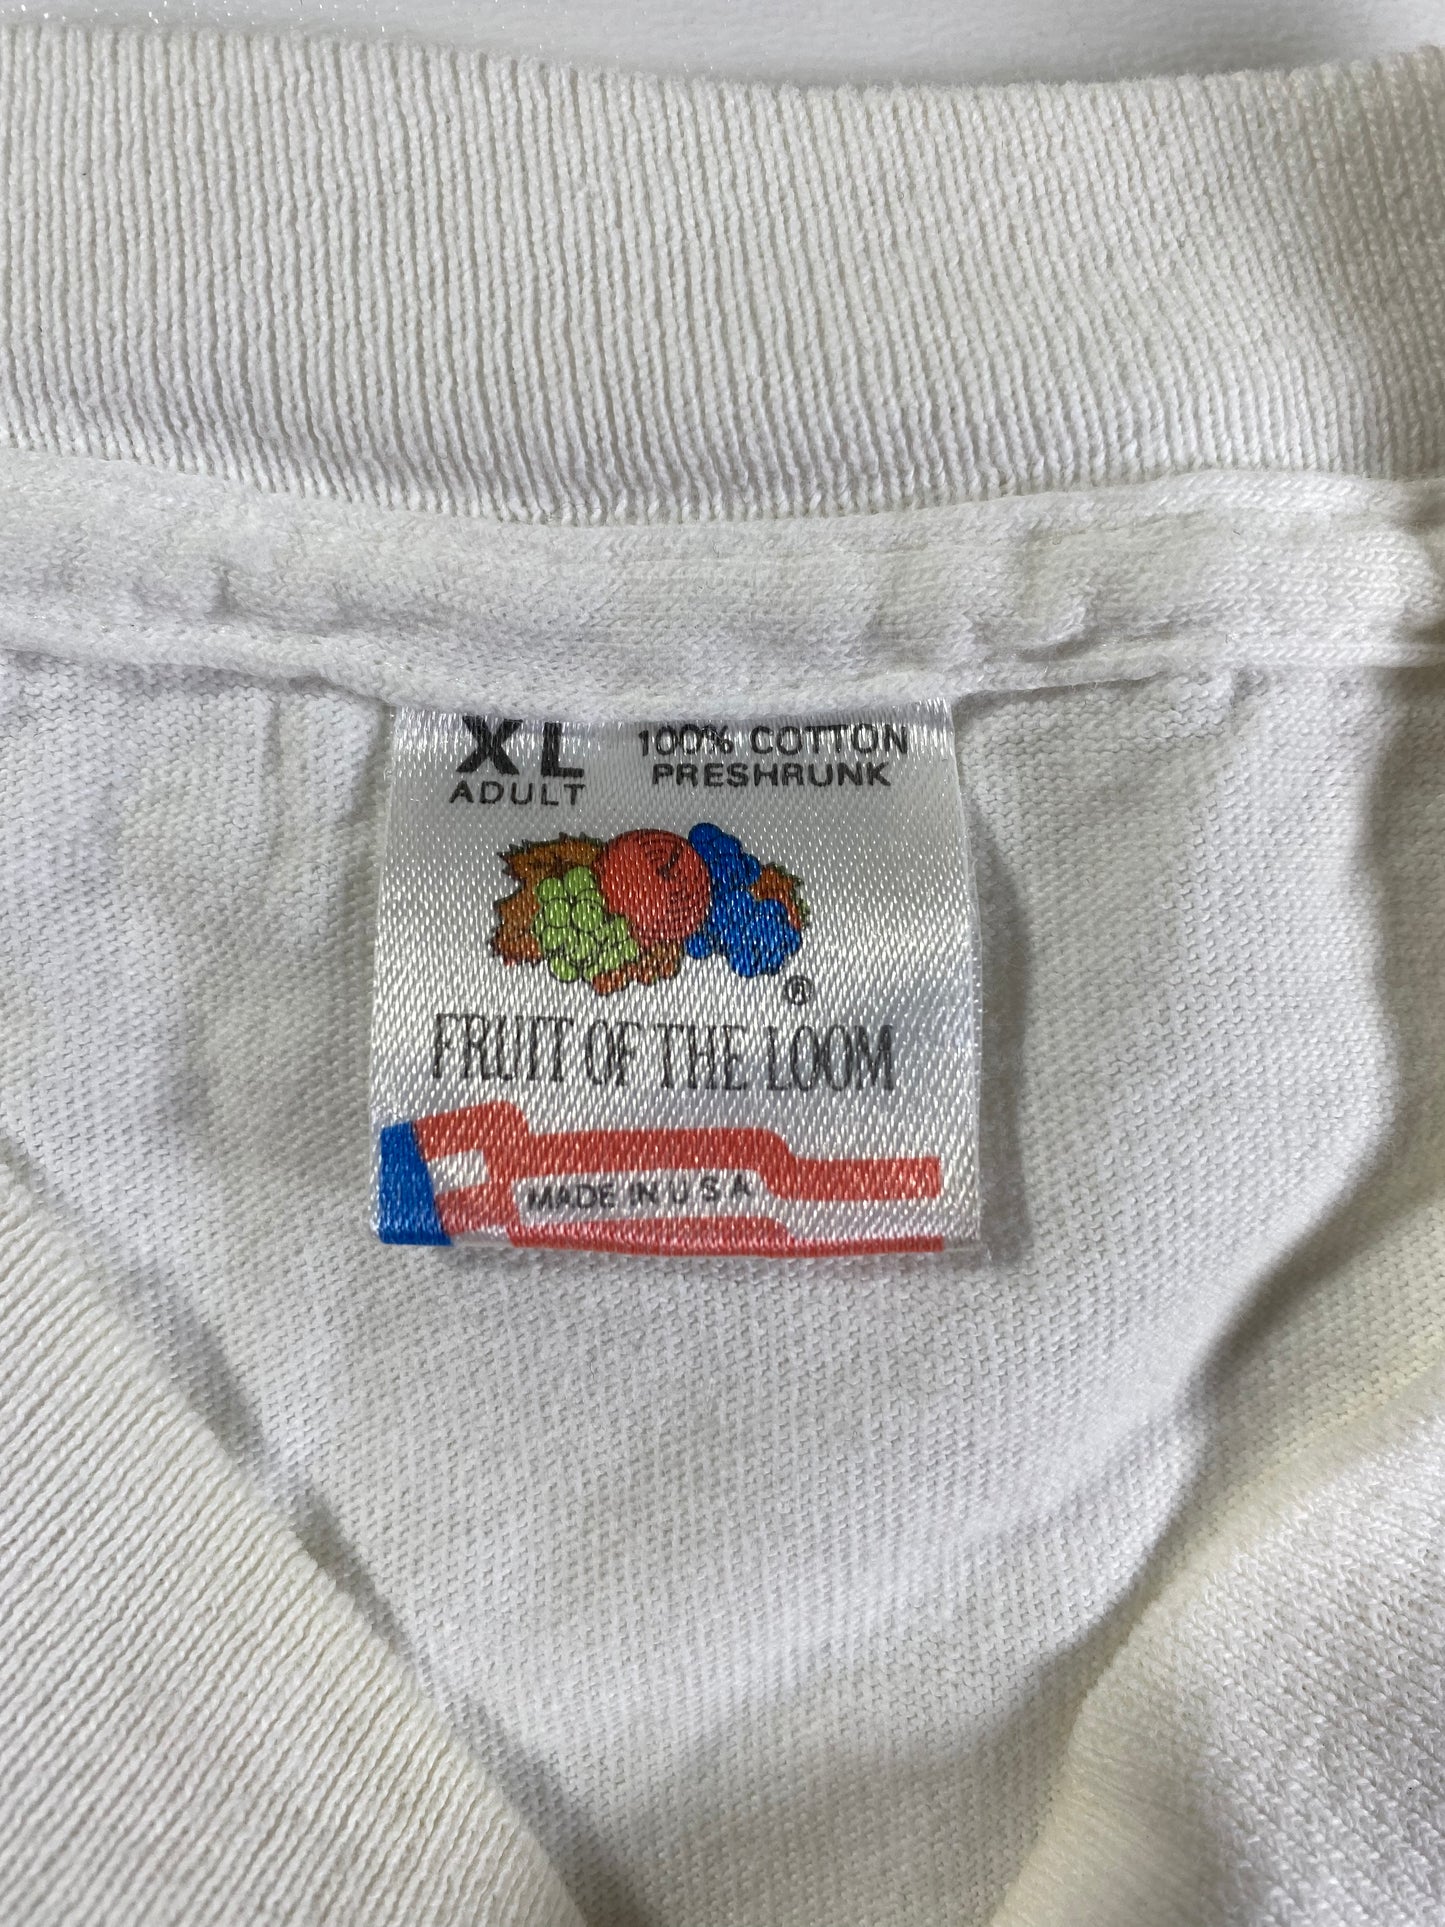 XL 100% COTTON
ADULT PRESHRUNK
®
FRUIT OF THE LOOM
MADE IN U S A